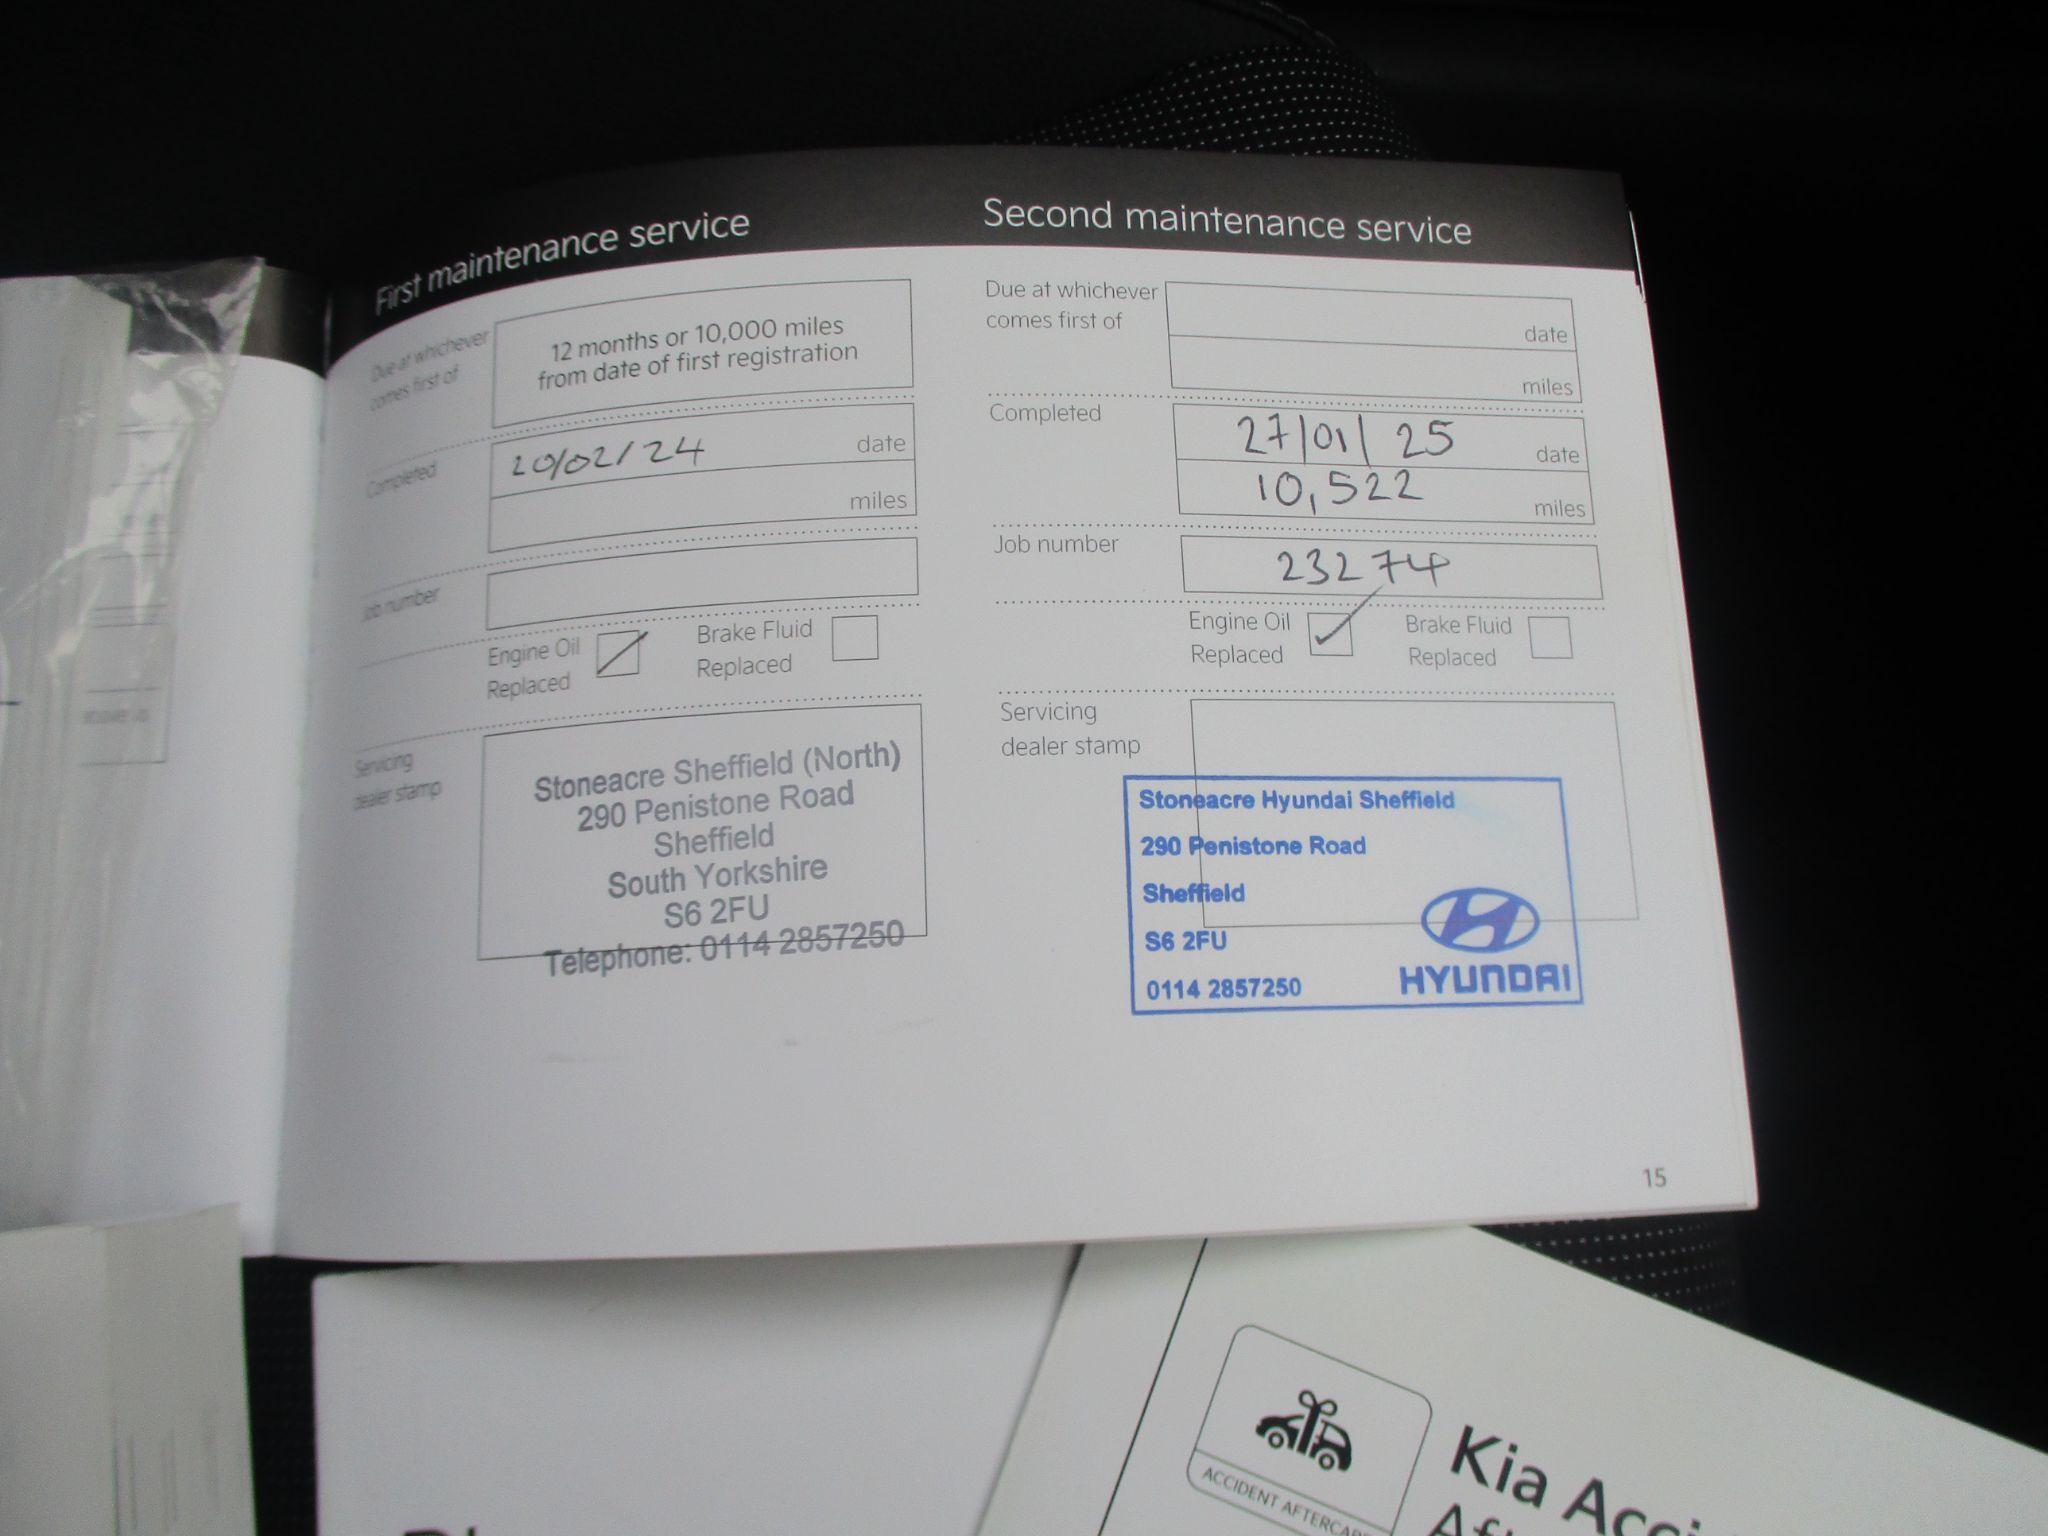 First maintenance service
Due at whichever
comes first of
12 months or 10,000 miles
from date of first registration
Completed
20/02/24
date
miles
Job number
Engine Oil
Replaced
Brake Fluid
Replaced
Servicing
dealer stamp
Stoneacre Sheffield (North)
290 Penistone Road
Sheffield
South Yorkshire
S6 2FU
Telephone: 0114 2857250
Second maintenance service
Due at whichever
comes first of
date
miles
Completed
27/01/25
date
10,522
miles
Job number
23274
Engine Oil
Replaced
Brake Fluid
Replaced
Servicing
dealer stamp
Stoneacre Hyundai Sheffield
290 Penistone Road
Sheffield
S6 2FU
0114 2857250
HYUNDAI
15
ACCIDENT AFTERCARE
Kia Acci
Aft